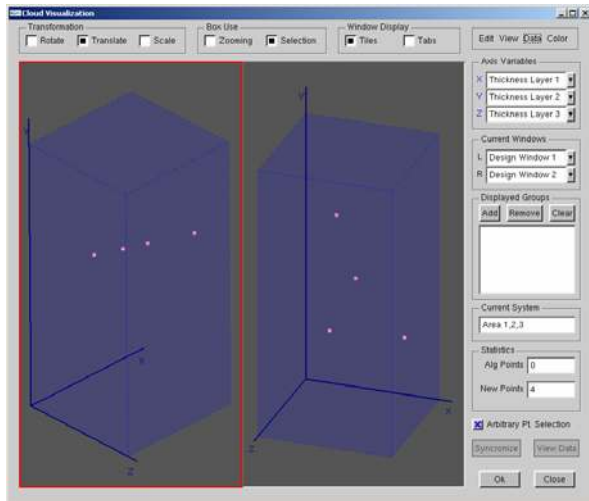 Cloud Visualization
Transformation
Rotate Translate Scale
Box Use
Zooming Selection
Window Display
Tiles Tabs
Edit View Data Color
Axis Variables
X Thickness Layer 1
Y Thickness Layer 2
Z Thickness Layer 3
Current Windows
L Design Window 1
R Design Window 2
Displayed Groups
Add Remove Clear
Current System
Area 1,2,3
Statistics
Alg Points 0
New Points 4
Arbitrary Pt. Selection
Syncronize View Data
Ok Close
Y
X
Z
Y
X
Z